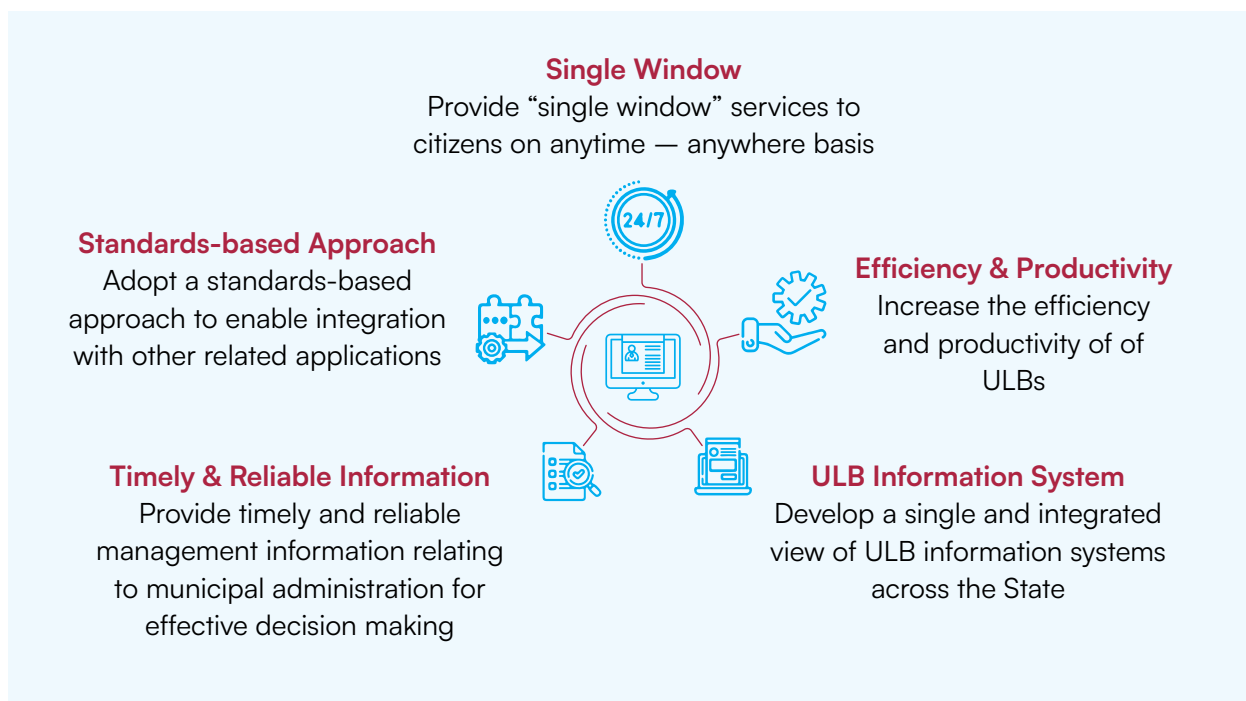 Single Window
Provide “single window” services to
citizens on anytime — anywhere basis
24/7
Standards-based Approach
Adopt a standards-based
approach to enable integration
with other related applications
Efficiency & Productivity
Increase the efficiency
and productivity of of
ULBs
Timely & Reliable Information
Provide timely and reliable
management information relating
to municipal administration for
effective decision making
ULB Information System
Develop a single and integrated
view of ULB information systems
across the State